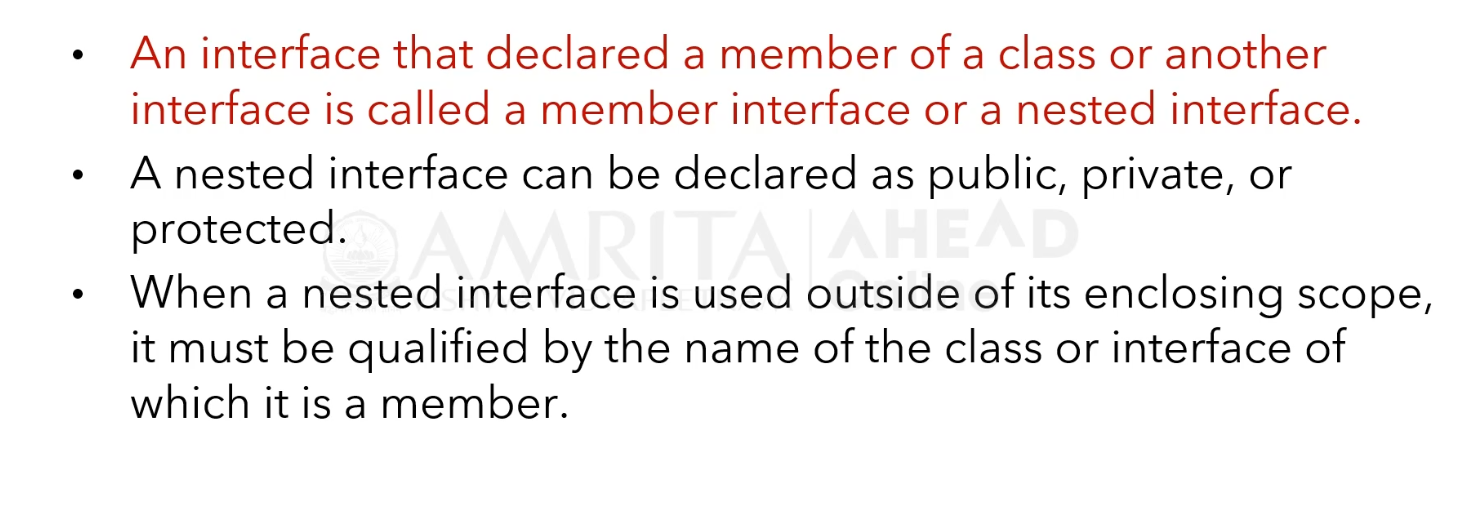 • An interface that declared a member of a class or another
interface is called a member interface or a nested interface.
• A nested interface can be declared as public, private, or
protected.
AMRITA AHEAD
• When a nested interface is used outside of its enclosing scope,
Online
it must be qualified by the name of the class or interface of
which it is a member.